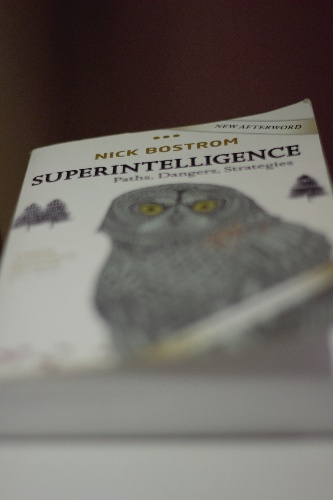 NEW AFTERWORD
NICK BOSTROM
SUPERINTELLIGENCE
Paths, Dangers, Strategies